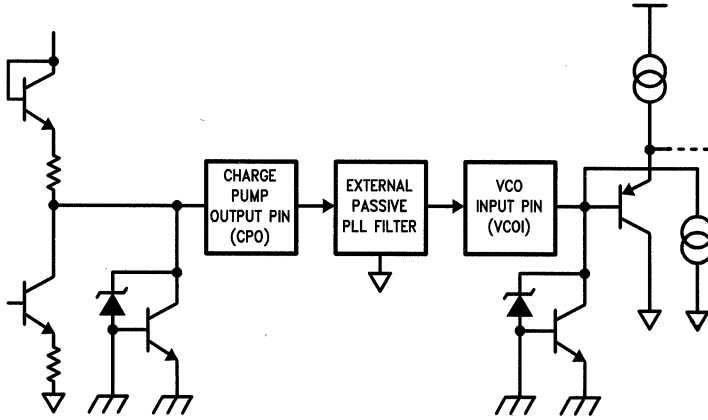 CHARGE
PUMP
OUTPUT PIN
(CPO)
EXTERNAL
PASSIVE
PLL FILTER
VCO
INPUT PIN
(VCOI)